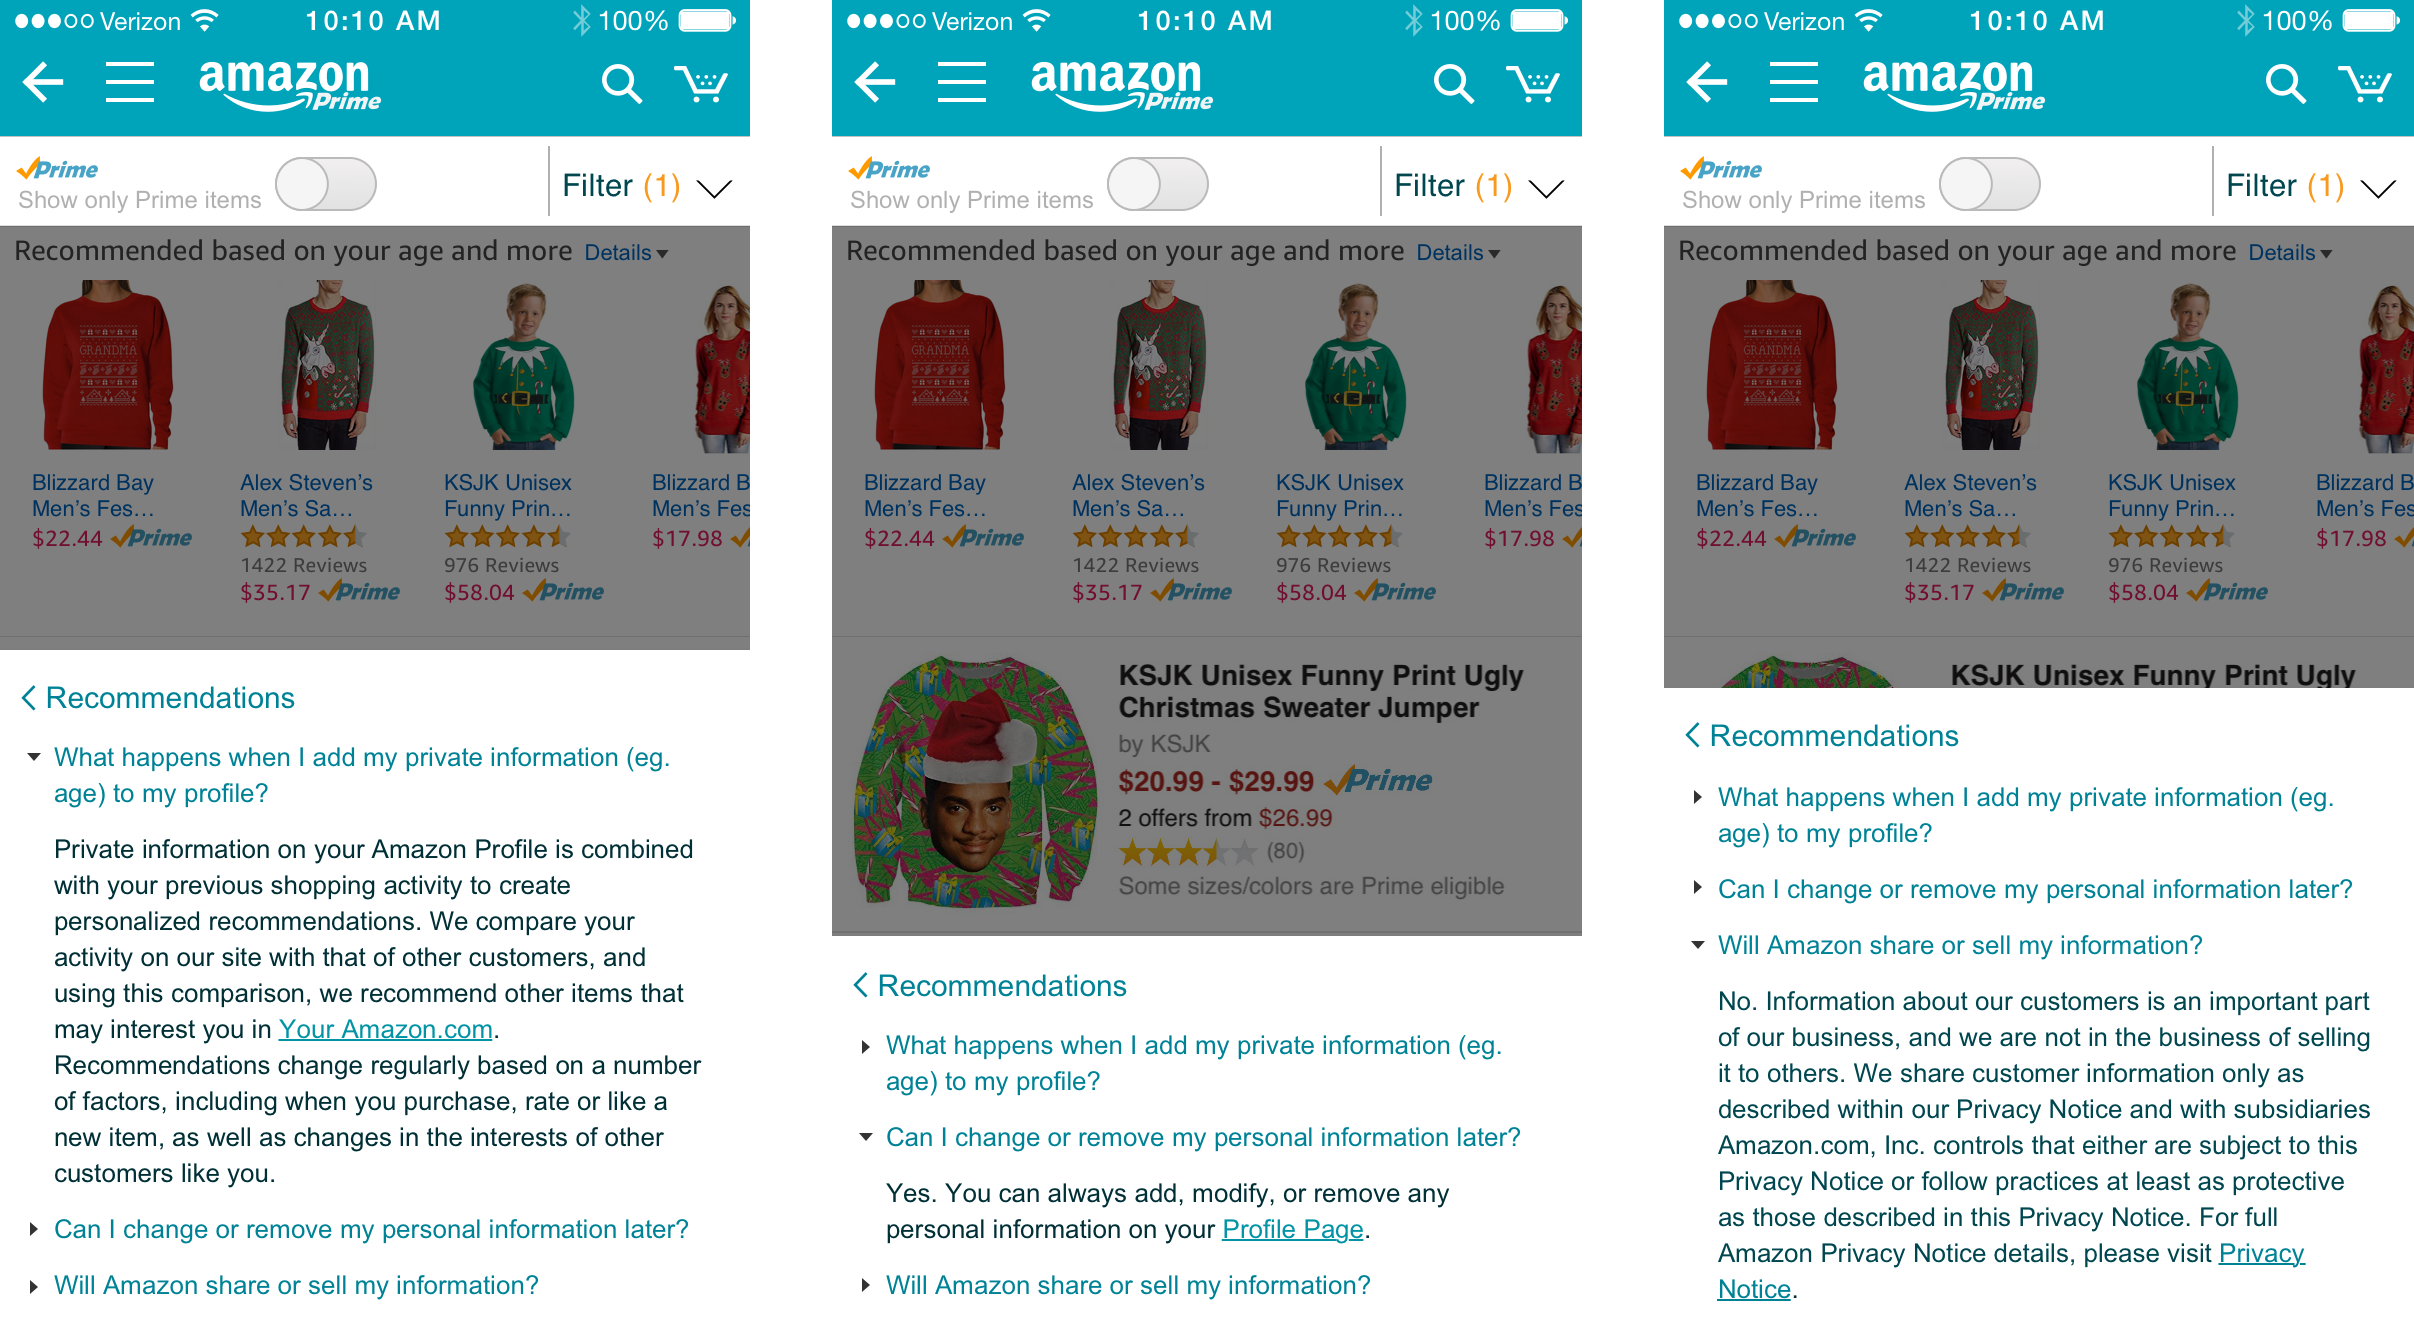 Verizon 10:10 AM 100%
amazon Prime
Prime
Show only Prime items
Filter (1)
Recommended based on your age and more Details
GRANDMA
Blizzard Bay
Men’s Fes...
$22.44 Prime
Alex Steven’s
Men’s Sa...
1422 Reviews
$35.17 Prime
KSJK Unisex
Funny Prin...
976 Reviews
$58.04 Prime
Blizzard B
Men’s Fes
$17.98
Recommendations
What happens when I add my private information (eg.
age) to my profile?
Private information on your Amazon Profile is combined
with your previous shopping activity to create
personalized recommendations. We compare your
activity on our site with that of other customers, and
using this comparison, we recommend other items that
may interest you in Your Amazon.com.
Recommendations change regularly based on a number
of factors, including when you purchase, rate or like a
new item, as well as changes in the interests of other
customers like you.
Can I change or remove my personal information later?
Will Amazon share or sell my information?
Verizon 10:10 AM 100%
amazon Prime
Prime
Show only Prime items
Filter (1)
Recommended based on your age and more Details
GRANDMA
Blizzard Bay
Men’s Fes...
$22.44 Prime
Alex Steven’s
Men’s Sa...
1422 Reviews
$35.17 Prime
KSJK Unisex
Funny Prin...
976 Reviews
$58.04 Prime
Blizzard B
Men’s Fes
$17.98
KSJK Unisex Funny Print Ugly
Christmas Sweater Jumper
by KSJK
$20.99 - $29.99 Prime
2 offers from $26.99
(80)
Some sizes/colors are Prime eligible
Recommendations
What happens when I add my private information (eg.
age) to my profile?
Can I change or remove my personal information later?
Yes. You can always add, modify, or remove any
personal information on your Profile Page.
Will Amazon share or sell my information?
Verizon 10:10 AM 100%
amazon Prime
Prime
Show only Prime items
Filter (1)
Recommended based on your age and more Details
GRANDMA
Blizzard Bay
Men’s Fes...
$22.44 Prime
Alex Steven’s
Men’s Sa...
1422 Reviews
$35.17 Prime
KSJK Unisex
Funny Prin...
976 Reviews
$58.04 Prime
Blizzard B
Men’s Fes
$17.98
KSJK Unisex Funny Print Ugly
Recommendations
What happens when I add my private information (eg.
age) to my profile?
Can I change or remove my personal information later?
Will Amazon share or sell my information?
No. Information about our customers is an important part
of our business, and we are not in the business of selling
it to others. We share customer information only as
described within our Privacy Notice and with subsidiaries
Amazon.com, Inc. controls that either are subject to this
Privacy Notice or follow practices at least as protective
as those described in this Privacy Notice. For full
Amazon Privacy Notice details, please visit Privacy
Notice.